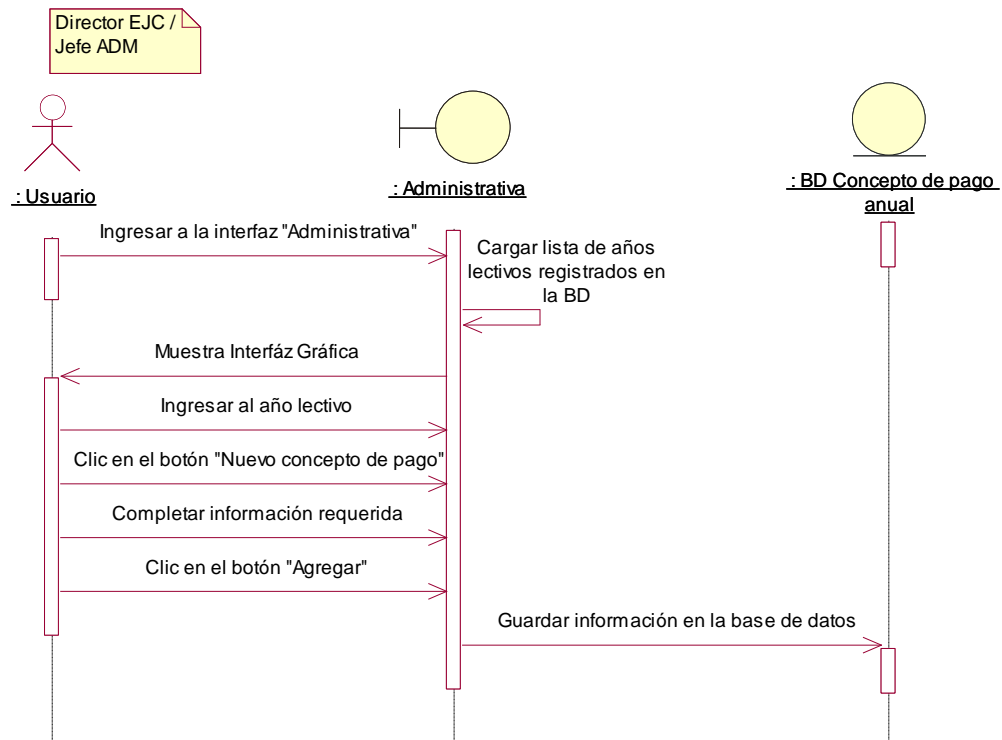 Director EJC /
Jefe ADM
: Usuario
: Administrativa
: BD Concepto de pago
anual
Ingresar a la interfaz "Administrativa"
Cargar lista de años
lectivos registrados en
la BD
Muestra Interfáz Gráfica
Ingresar al año lectivo
Clic en el botón "Nuevo concepto de pago"
Completar información requerida
Clic en el botón "Agregar"
Guardar información en la base de datos